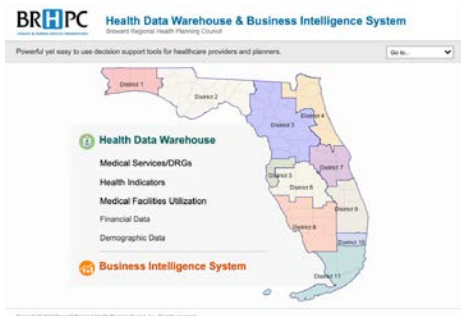 BRHPC
Health Data Warehouse & Business Intelligence System
Broward Regional Health Planning Council
Powerful yet easy to use decision support tools for healthcare providers and planners.
Go to...
District 1
District 2
District 3
District 4
Health Data Warehouse
Medical Services/DRGs
Health Indicators
Medical Facilities Utilization
Financial Data
Demographic Data
District 5
District 6
District 7
District 8
District 9
District 10
District 11
Business Intelligence System